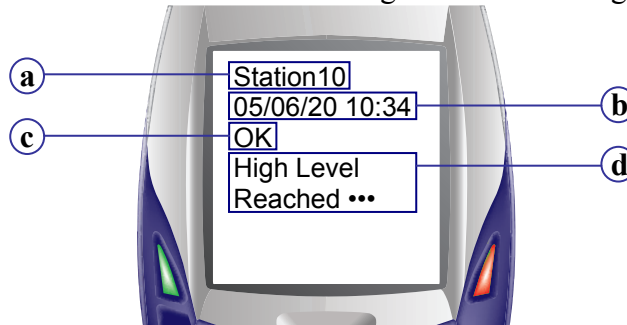 a
Station10
05/06/20 10:34
b
c
OK
High Level
d
Reached •••